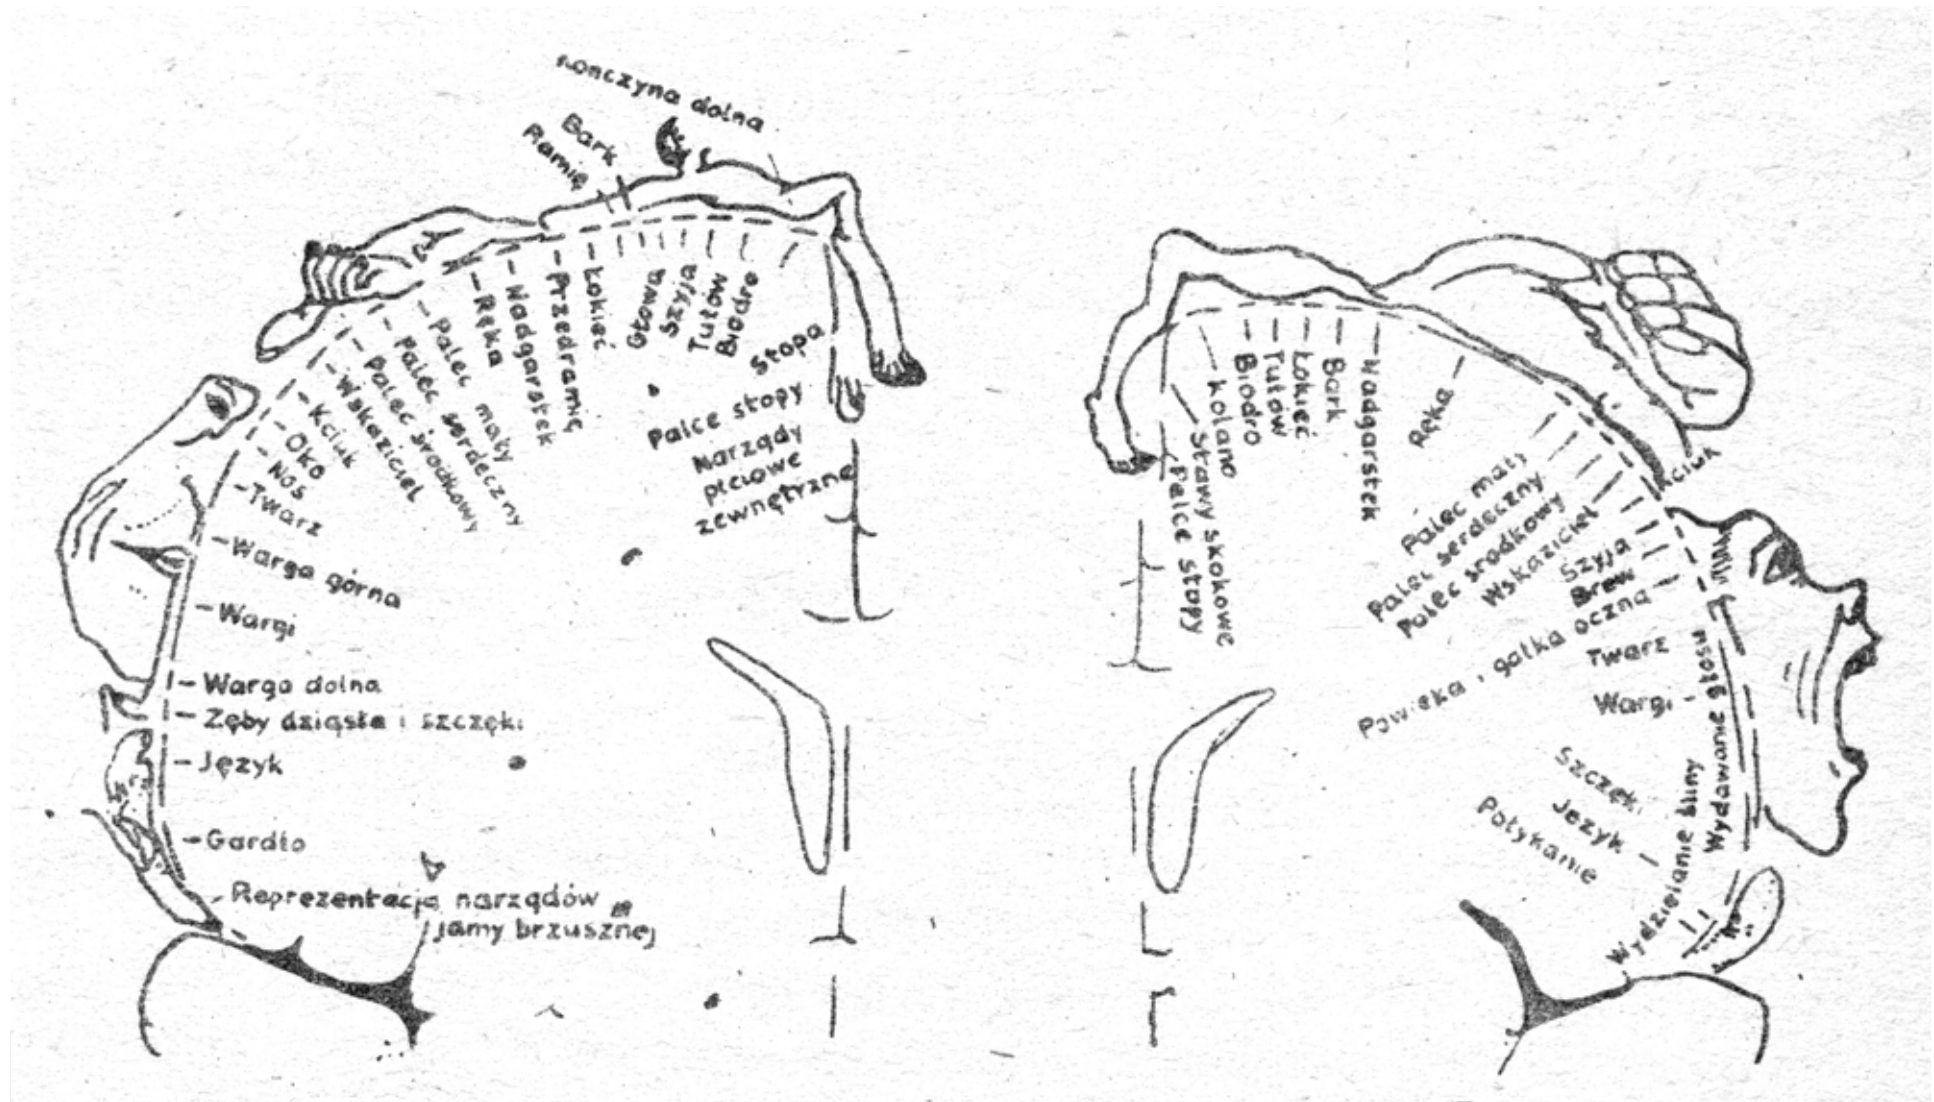 Kończyna dolna
Bark
Ramię
Łokieć
Przedramię
Nadgarstek
Ręka
Palec mały
Palec serdeczny
Palec środkowy
Wskaziciel
Kciuk
Oko
Nos
Twarz
Warga górna
Wargi
Warga dolna
Zęby dziąsła i szczęki
Język
Gardło
Reprezentacja narządów
jamy brzusznej
Głowa
Szyja
Tułów
Biodro
Stopa
Palce stopy
Narządy
płciowe
zewnętrzne
Palce stopy
Stawy skokowe
Kolano
Biodro
Tułów
Łokieć
Bark
Nadgarstek
Ręka
Palec mały
Palec serdeczny
Palec środkowy
Wskaziciel
Kciuk
Szyja
Brew
Powieka i gałka oczna
Twarz
Wargi
Wydawanie głosu
Szczęki
Język
Połykanie
Wydzielanie śliny